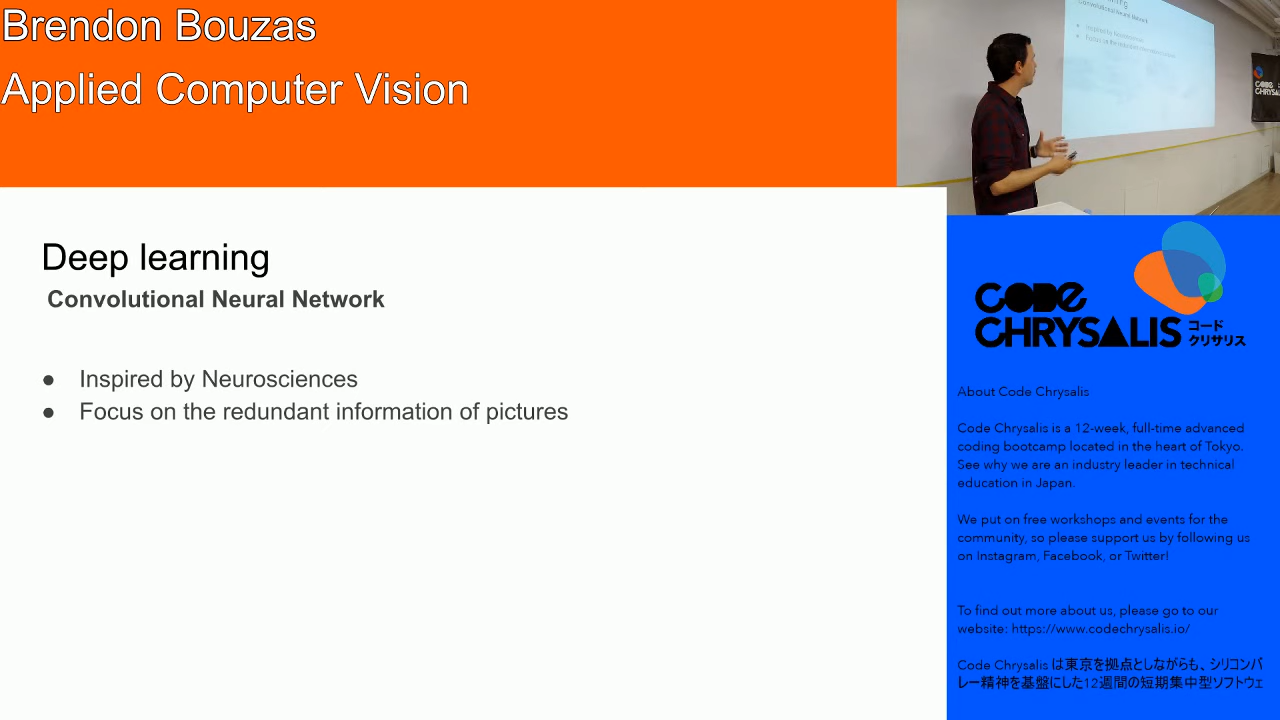 Brendon Bouzas
Applied Computer Vision
Deep learning
Convolutional Neural Network
● Inspired by Neurosciences
● Focus on the redundant information of pictures
CODE
CHRYSALIS
CODE
CHRYSALIS
コード
クリサリス
About Code Chrysalis
Code Chrysalis is a 12-week, full-time advanced
coding bootcamp located in the heart of Tokyo.
See why we are an industry leader in technical
education in Japan.
We put on free workshops and events for the
community, so please support us by following us
on Instagram, Facebook, or Twitter!
To find out more about us, please go to our
website: https://www.codechrysalis.io/
Code Chrysalis は東京を拠点としながらも、シリコンバ
レー精神を基盤にした12週間の短期集中型ソフトウェ